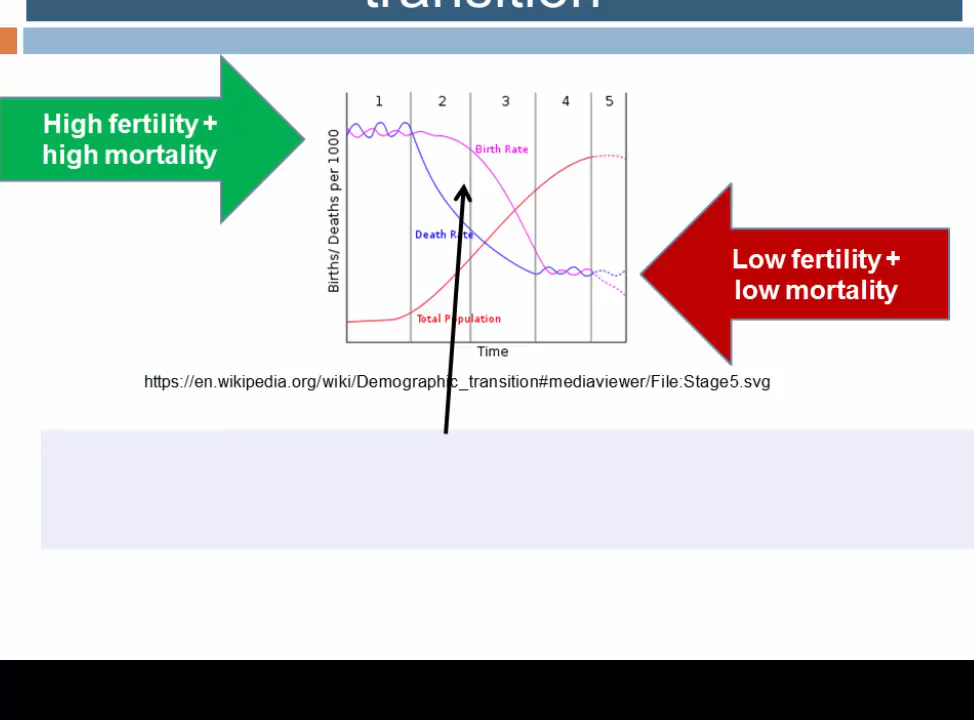 transition
High fertility +
high mortality
1 2 3 4 5
Birth Rate
Births/ Deaths per 1000
Death Rate
Low fertility +
low mortality
Total Population
Time
https://en.wikipedia.org/wiki/Demographic_transition#mediaviewer/File:Stage5.svg